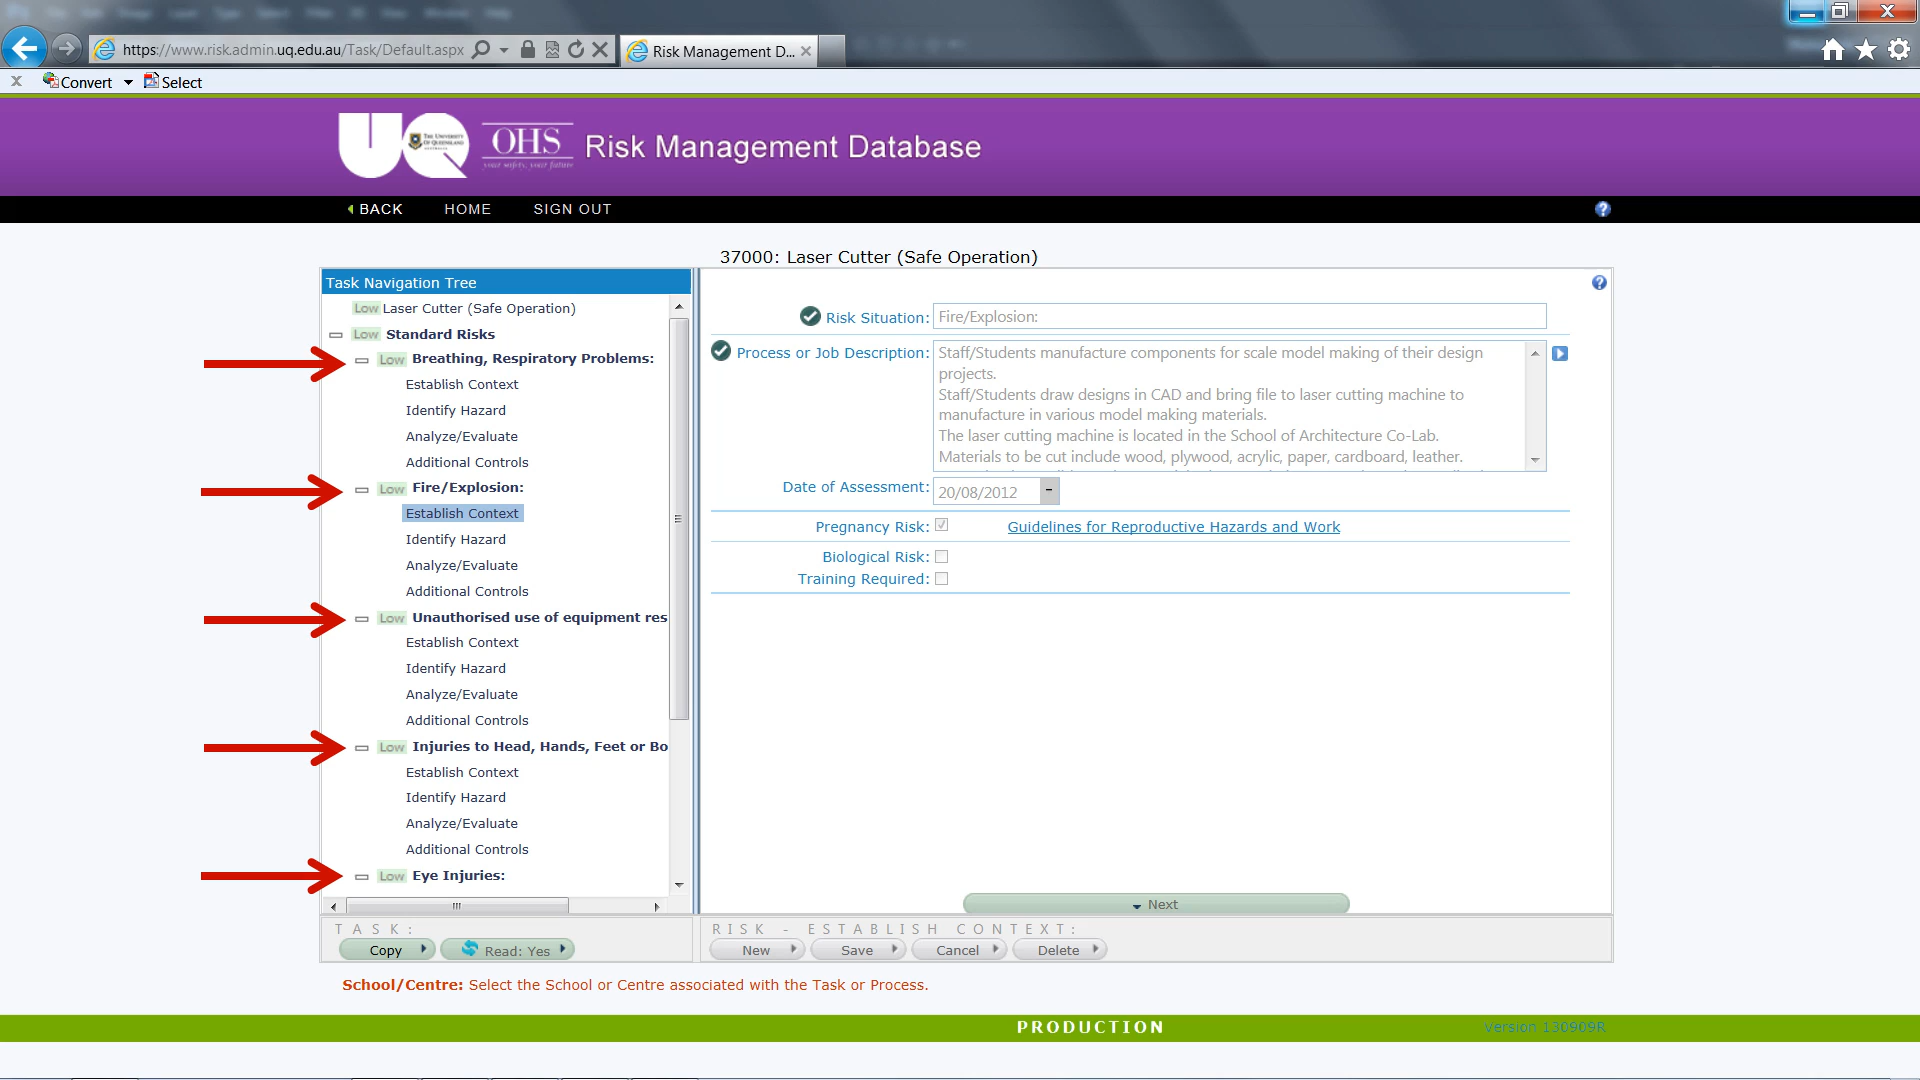 https://www.risk.admin.uq.edu.au/Task/Default.aspx
Risk Management D...
x Convert Select
UQ THE UNIVERSITY OF QUEENSLAND AUSTRALIA
OHS your safety, your future
Risk Management Database
BACK HOME SIGN OUT
37000: Laser Cutter (Safe Operation)
Task Navigation Tree
Low Laser Cutter (Safe Operation)
Low Standard Risks
Low Breathing, Respiratory Problems:
Establish Context
Identify Hazard
Analyze/Evaluate
Additional Controls
Low Fire/Explosion:
Establish Context
Identify Hazard
Analyze/Evaluate
Additional Controls
Low Unauthorised use of equipment res
Establish Context
Identify Hazard
Analyze/Evaluate
Additional Controls
Low Injuries to Head, Hands, Feet or Bo
Establish Context
Identify Hazard
Analyze/Evaluate
Additional Controls
Low Eye Injuries:
TASK:
Copy Read: Yes
Risk Situation: Fire/Explosion:
Process or Job Description: Staff/Students manufacture components for scale model making of their design
projects.
Staff/Students draw designs in CAD and bring file to laser cutting machine to
manufacture in various model making materials.
The laser cutting machine is located in the School of Architecture Co-Lab.
Materials to be cut include wood, plywood, acrylic, paper, cardboard, leather.
Date of Assessment: 20/08/2012
Pregnancy Risk: Guidelines for Reproductive Hazards and Work
Biological Risk:
Training Required:
Next
RISK - ESTABLISH CONTEXT:
New Save Cancel Delete
School/Centre: Select the School or Centre associated with the Task or Process.
PRODUCTION
version 130909R